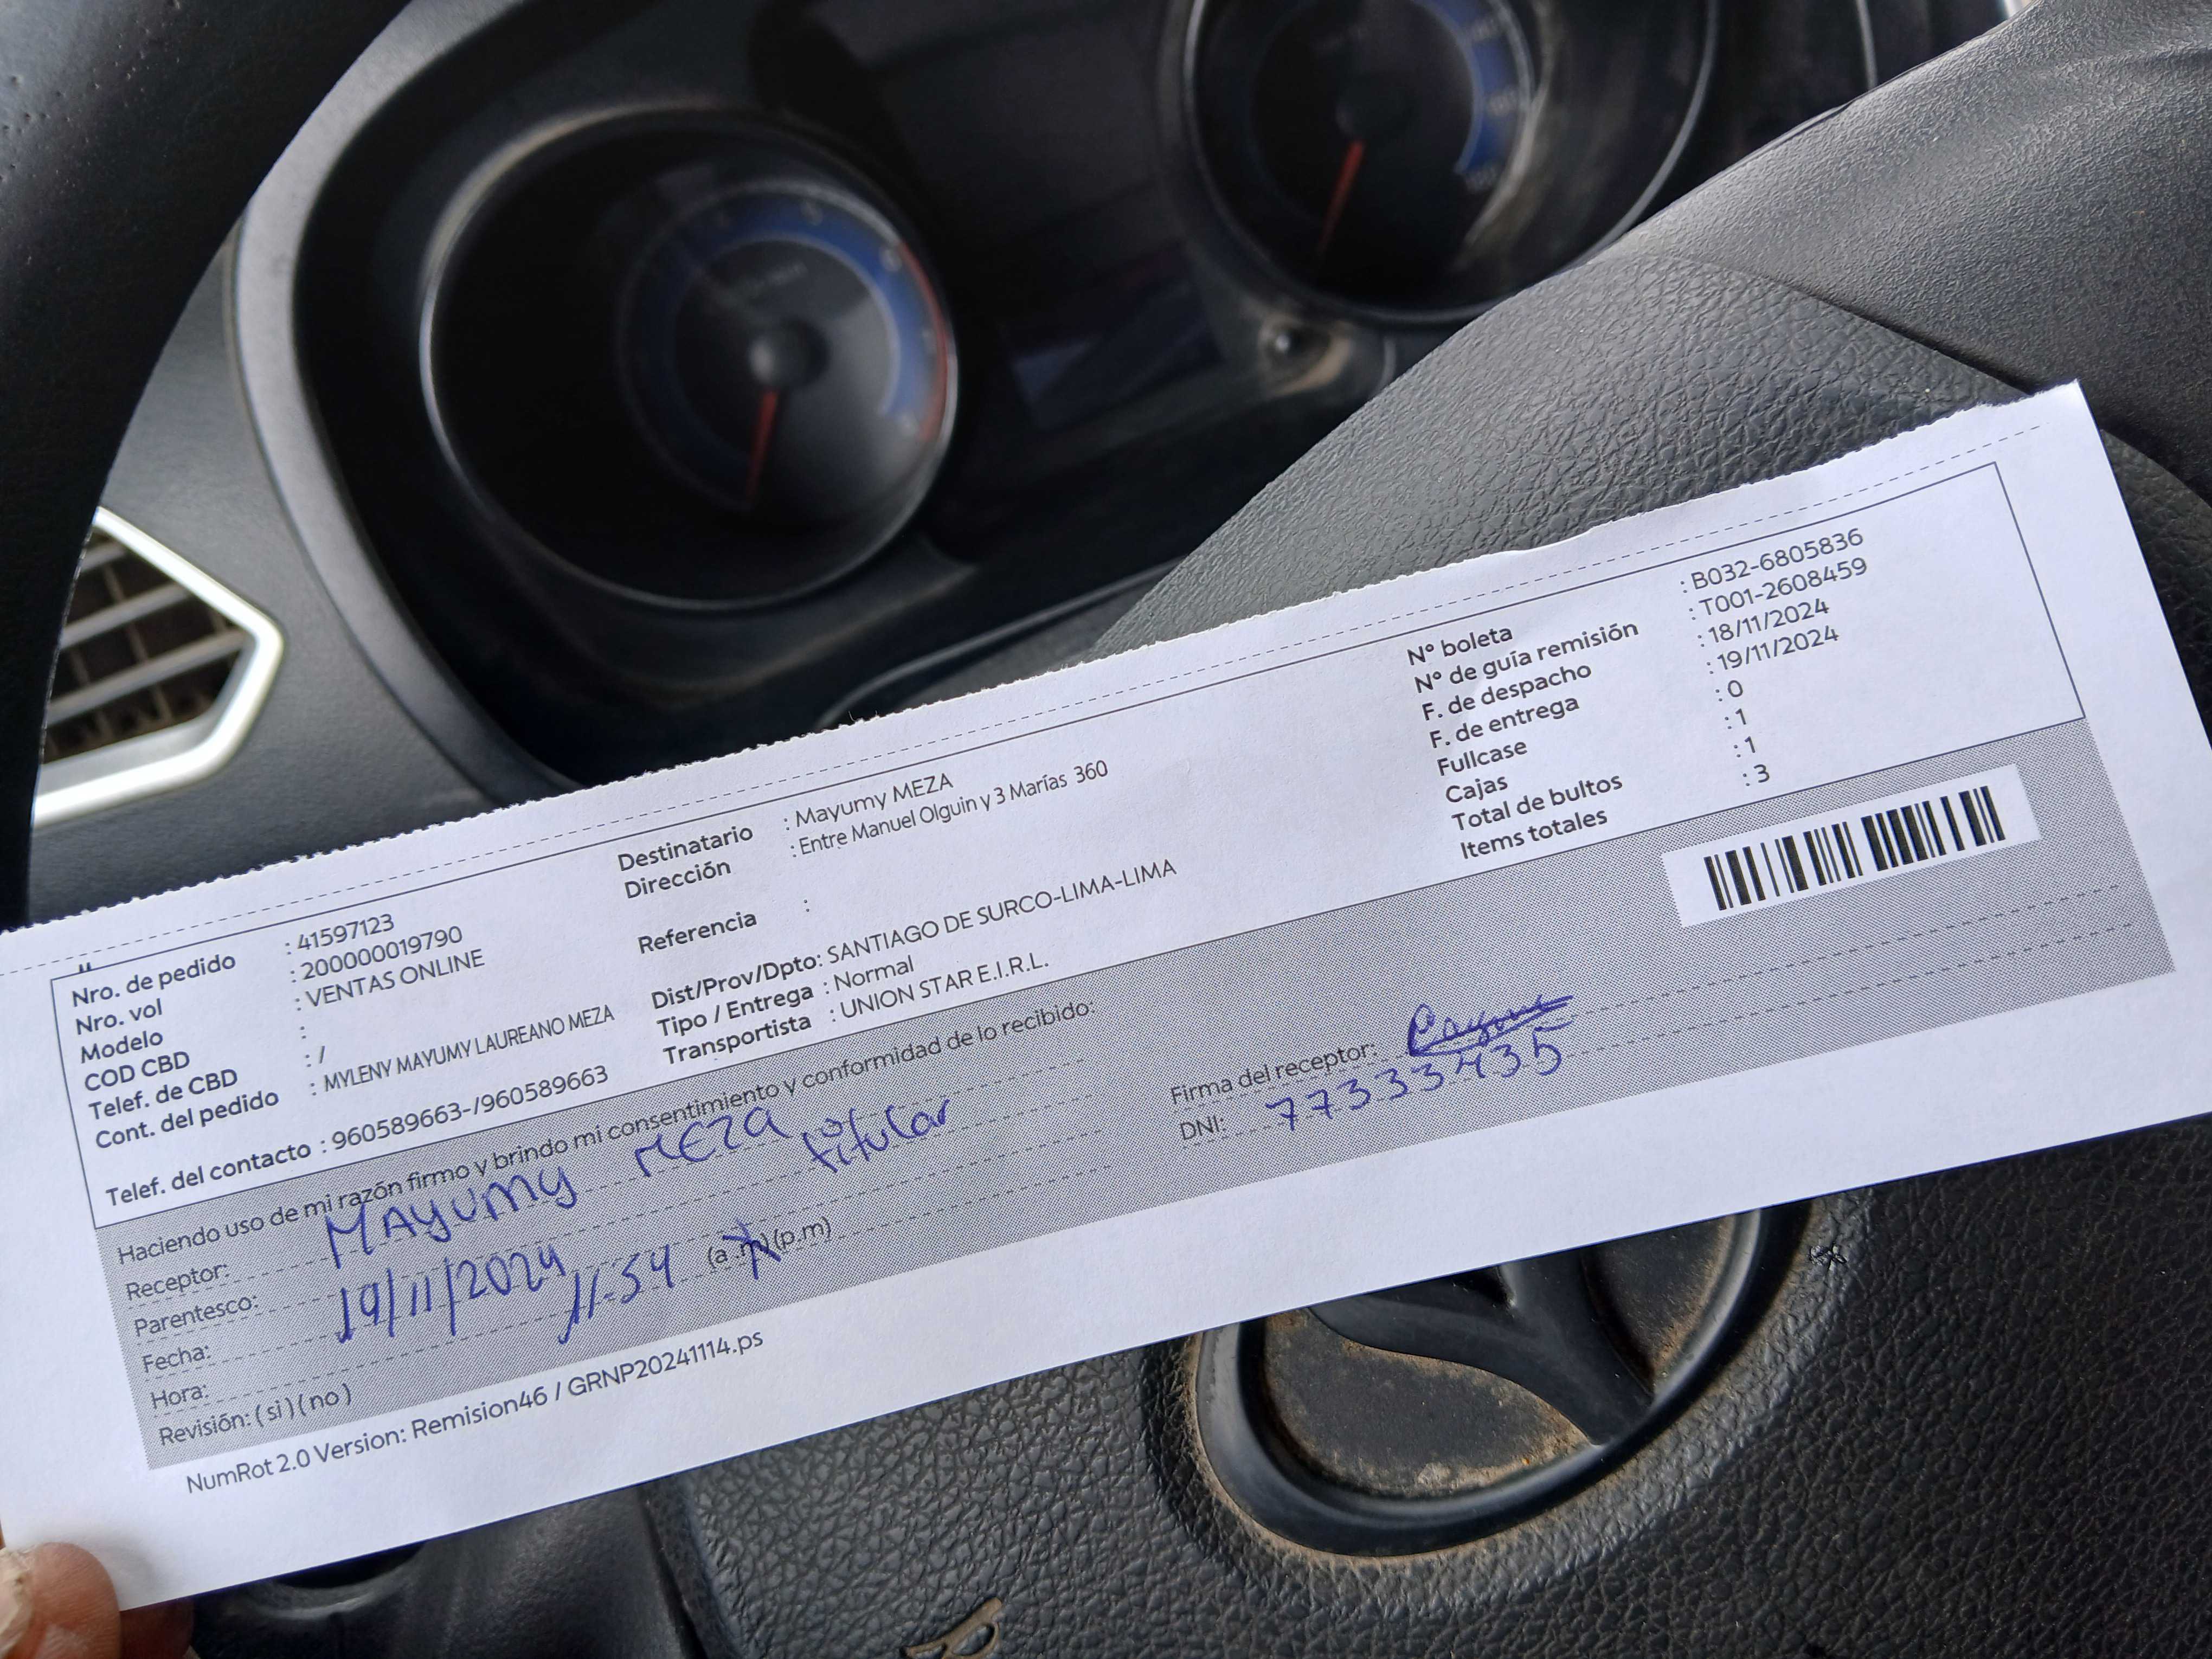 Nro. de pedido : 41597123
Nro. vol : 200000019790
Modelo : VENTAS ONLINE
COD CBD :
Telef. de CBD : /
Cont. del pedido : MYLENY MAYUMY LAUREANO MEZA
Telef. del contacto : 960589663-/960589663
Destinatario : Mayumy MEZA
Dirección : Entre Manuel Olguin y 3 Marías 360
Referencia :
Dist/Prov/Dpto: SANTIAGO DE SURCO-LIMA-LIMA
Tipo / Entrega : Normal
Transportista : UNION STAR E.I.R.L.
N° boleta : B032-6805836
N° de guía remisión : T001-2608459
F. de despacho : 18/11/2024
F. de entrega : 19/11/2024
Fullcase : 0
Cajas : 1
Total de bultos : 1
Items totales : 3
Haciendo uso de mi razón firmo y brindo mi consentimiento y conformidad de lo recibido:
Receptor: MAYUMY MEZA
Parentesco: titular
Fecha: 19/11/2024
Hora: 11:54 (a.m) (p.m)
Revisión: (si) (no)
Firma del receptor:
DNI: 77333435
NumRot 2.0 Version: Remision46 / GRNP20241114.ps